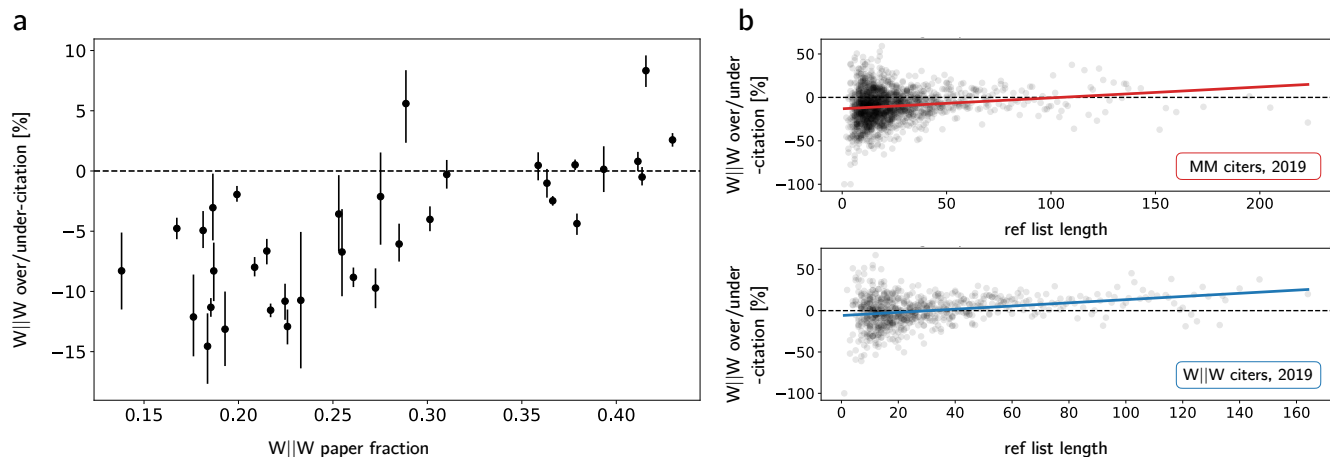 a
10
5
0
−5
−10
−15
W||W over/under-citation [%]
0.15 0.20 0.25 0.30 0.35 0.40
W||W paper fraction
b
50
0
−50
−100
W||W over/under
-citation [%]
MM citers, 2019
0 50 100 150 200
ref list length
50
0
−50
−100
W||W over/under
-citation [%]
W||W citers, 2019
0 20 40 60 80 100 120 140 160
ref list length